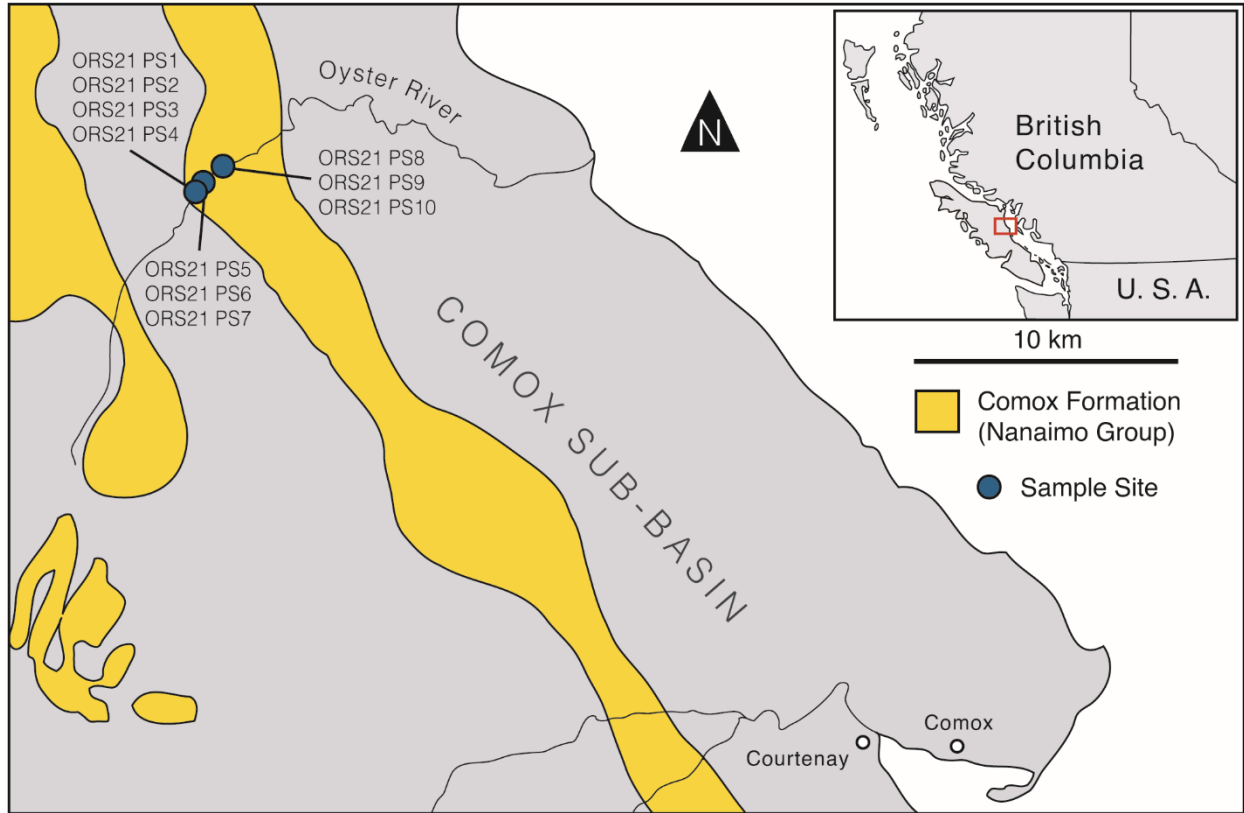 ORS21 PS1
ORS21 PS2
ORS21 PS3
ORS21 PS4
Oyster River
ORS21 PS8
ORS21 PS9
ORS21 PS10
ORS21 PS5
ORS21 PS6
ORS21 PS7
COMOX SUB-BASIN
N
British
Columbia
U. S. A.
10 km
Comox Formation
(Nanaimo Group)
Sample Site
Comox
Courtenay